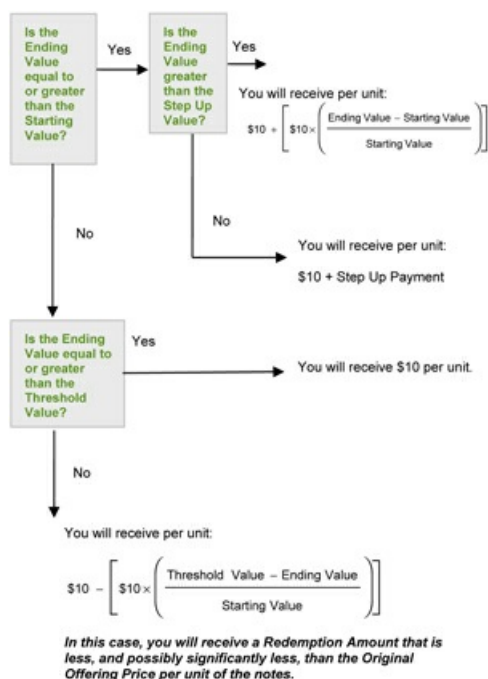 Is the
Ending
Value
equal to
or greater
than the
Starting
Value?
Yes
Is the
Ending
Value
greater
than the
Step Up
Value?
Yes
You will receive per unit:
$10 + [ $10 × ( Ending Value – Starting Value
Starting Value ) ]
No
No
You will receive per unit:
$10 + Step Up Payment
Is the Ending
Value equal to
or greater
than the
Threshold
Value?
Yes
You will receive $10 per unit.
No
You will receive per unit:
$10 – [ $10 × ( Threshold Value – Ending Value
Starting Value ) ]
In this case, you will receive a Redemption Amount that is
less, and possibly significantly less, than the Original
Offering Price per unit of the notes.